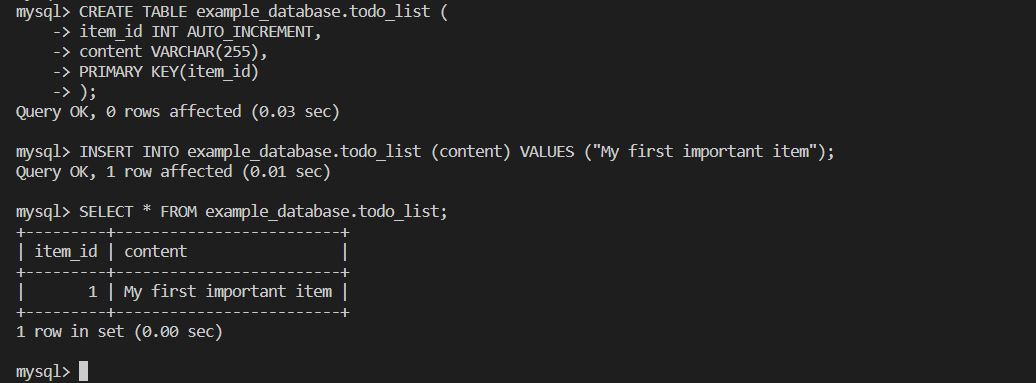 mysql> CREATE TABLE example_database.todo_list (
    -> item_id INT AUTO_INCREMENT,
    -> content VARCHAR(255),
    -> PRIMARY KEY(item_id)
    -> );
Query OK, 0 rows affected (0.03 sec)

mysql> INSERT INTO example_database.todo_list (content) VALUES ("My first important item");
Query OK, 1 row affected (0.01 sec)

mysql> SELECT * FROM example_database.todo_list;
+---------+-------------------------+
| item_id | content                 |
+---------+-------------------------+
|       1 | My first important item |
+---------+-------------------------+
1 row in set (0.00 sec)

mysql>